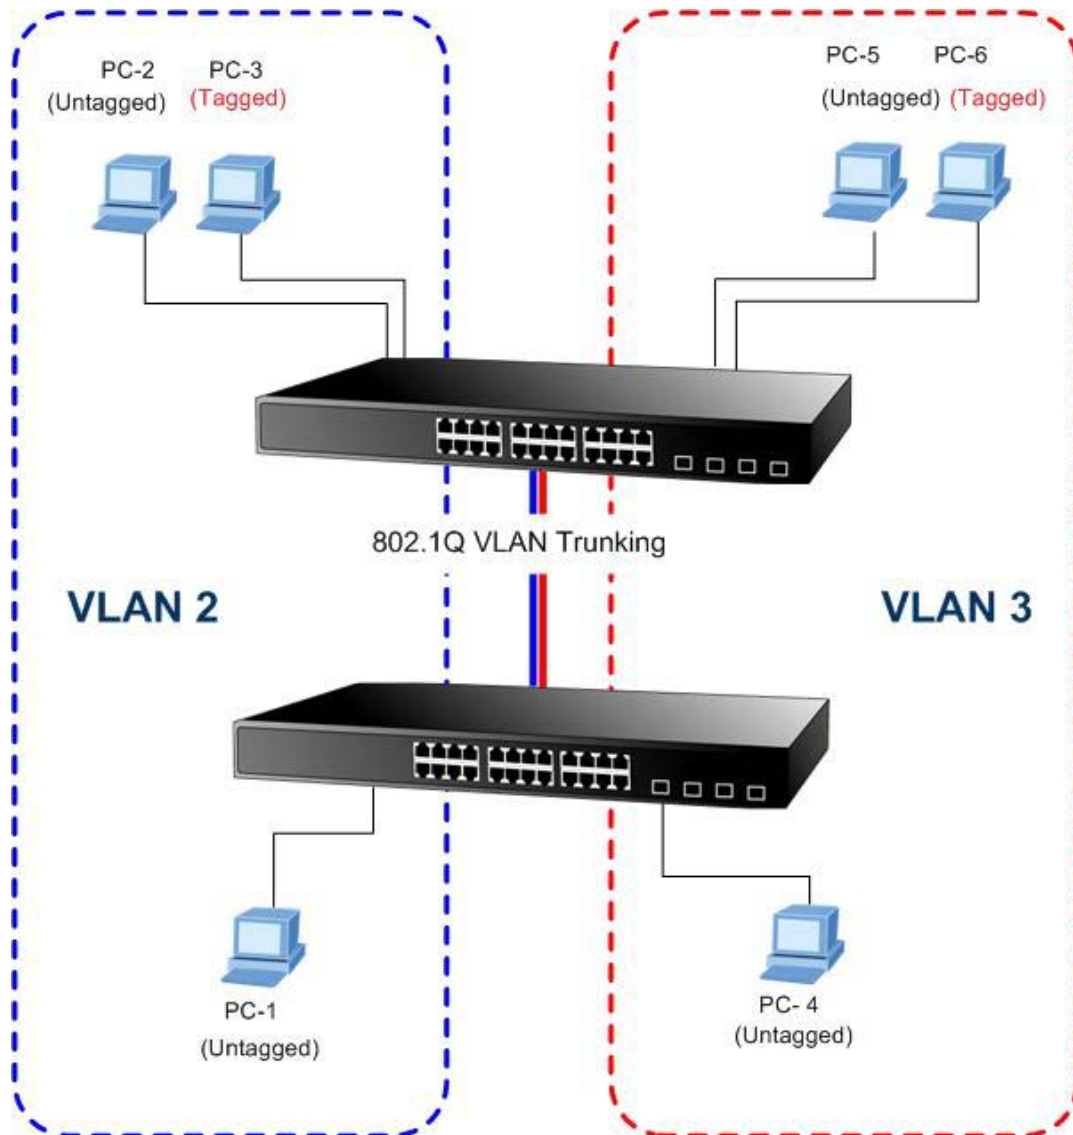 PC-2 PC-3
(Untagged) (Tagged)
PC-5 PC-6
(Untagged) (Tagged)
802.1Q VLAN Trunking
VLAN 2
VLAN 3
PC-1
(Untagged)
PC- 4
(Untagged)